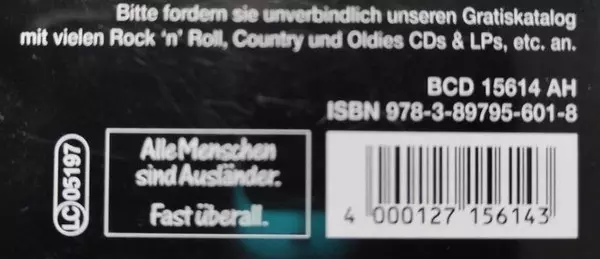 Bitte fordern sie unverbindlich unseren Gratiskatalog
mit vielen Rock 'n' Roll, Country und Oldies CDs & LPs, etc. an.
BCD 15614 AH
ISBN 978-3-89795-601-8
LC 05197
Alle Menschen
sind Ausländer.
Fast überall.
4 000127 156143